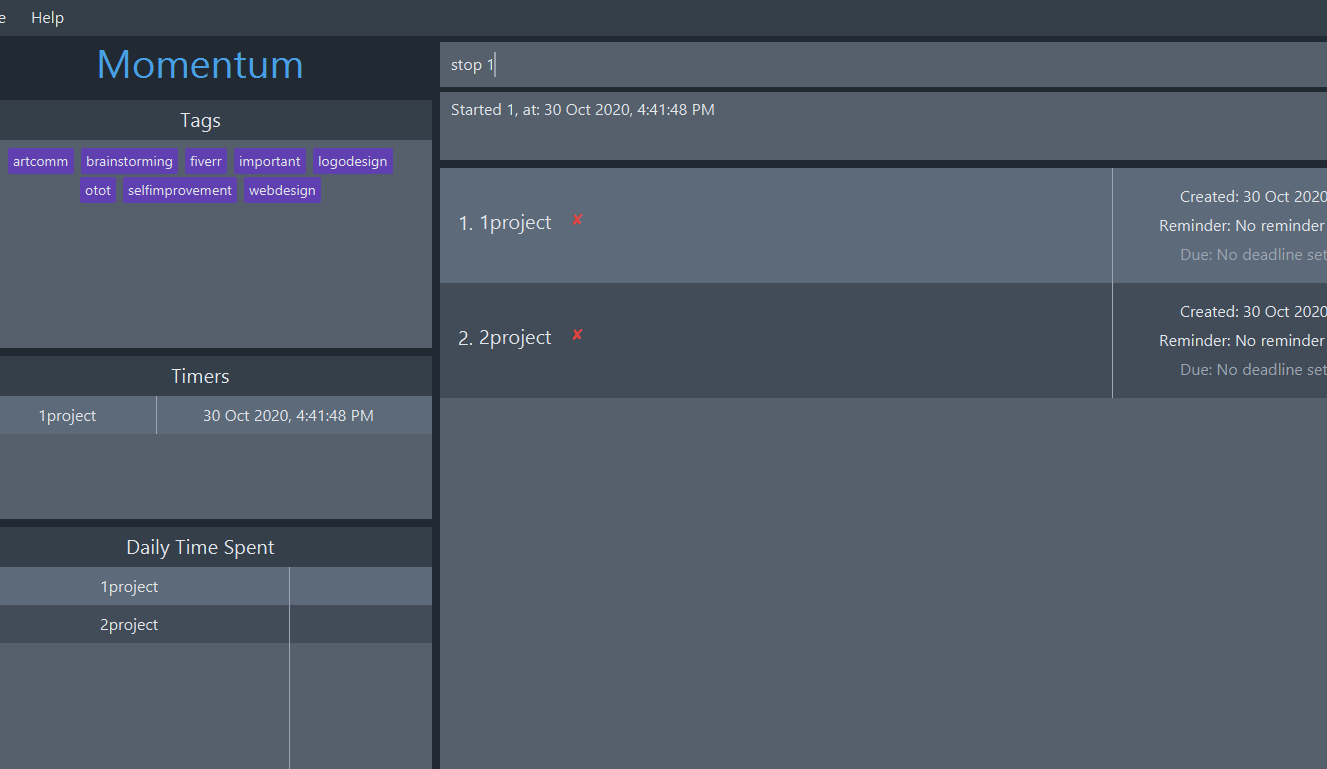 e Help
Momentum
Tags
artcomm brainstorming fiverr important logodesign
otot selfimprovement webdesign
Timers
1project 30 Oct 2020, 4:41:48 PM
Daily Time Spent
1project
2project
stop 1
Started 1, at: 30 Oct 2020, 4:41:48 PM
1. 1project ✘
Created: 30 Oct 2020
Reminder: No reminder
Due: No deadline set
2. 2project ✘
Created: 30 Oct 2020
Reminder: No reminder
Due: No deadline set